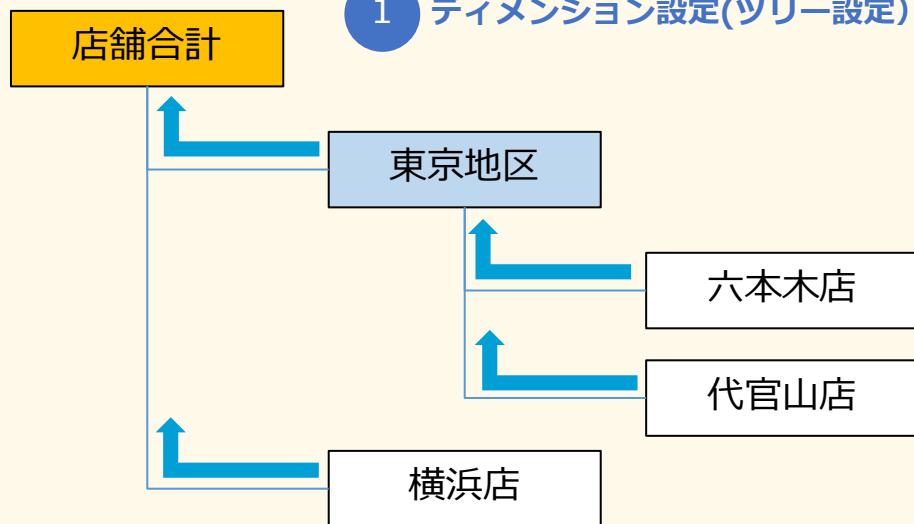 1 ディメンション設定(ツリー設定)
店舗合計
東京地区
六本木店
代官山店
横浜店